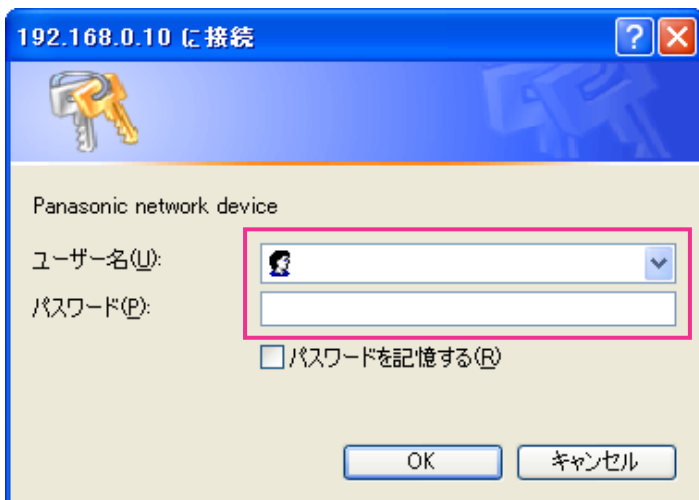 192.168.0.10 に接続
Panasonic network device
ユーザー名(U):
パスワード(P):
パスワードを記憶する(R)
OK キャンセル